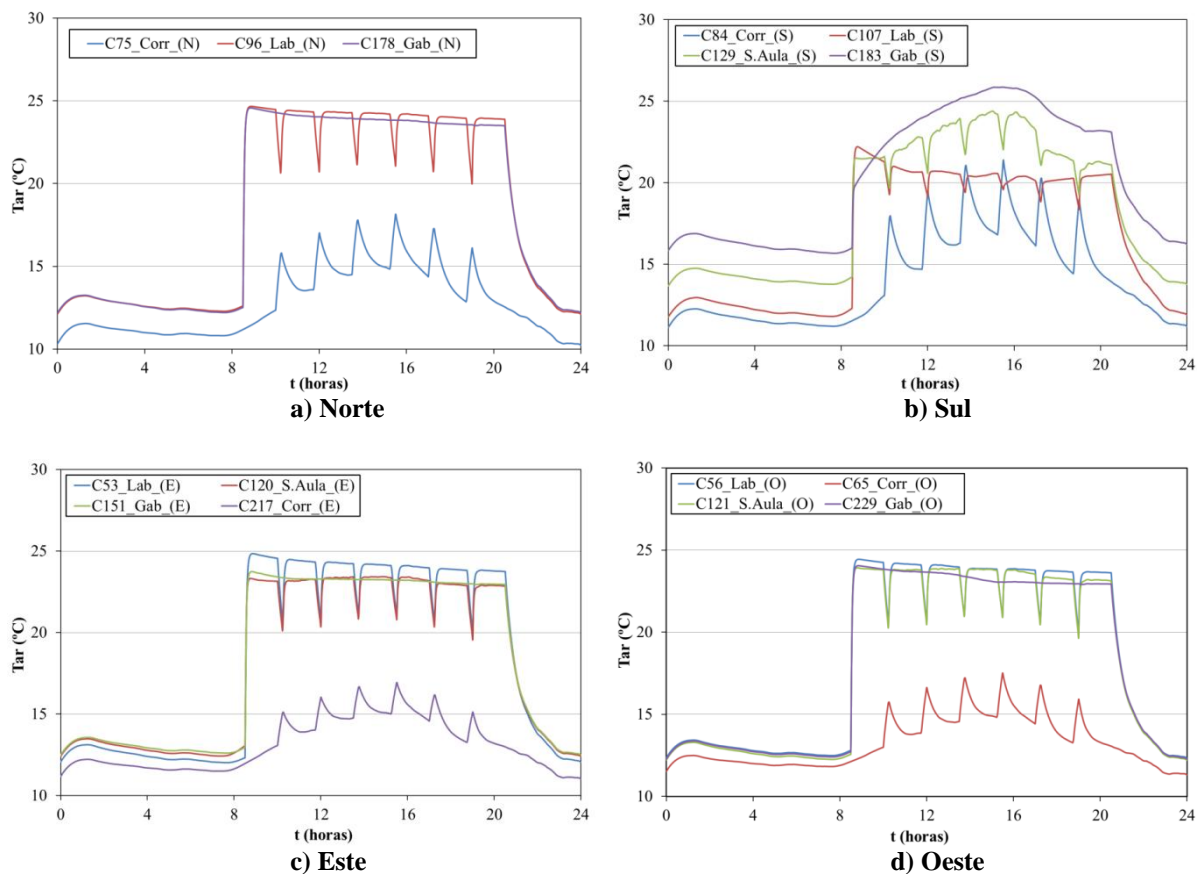 C75_Corr_(N) C96_Lab_(N) C178_Gab_(N)
30
25
20
15
10
Tar (ºC)
0 4 8 12 16 20 24
t (horas)
a) Norte
C84_Corr_(S) C107_Lab_(S)
C129_S.Aula_(S) C183_Gab_(S)
30
25
20
15
10
Tar (ºC)
0 4 8 12 16 20 24
t (horas)
b) Sul
C53_Lab_(E) C120_S.Aula_(E)
C151_Gab_(E) C217_Corr_(E)
30
25
20
15
10
Tar (ºC)
0 4 8 12 16 20 24
t (horas)
c) Este
C56_Lab_(O) C65_Corr_(O)
C121_S.Aula_(O) C229_Gab_(O)
30
25
20
15
10
Tar (ºC)
0 4 8 12 16 20 24
t (horas)
d) Oeste